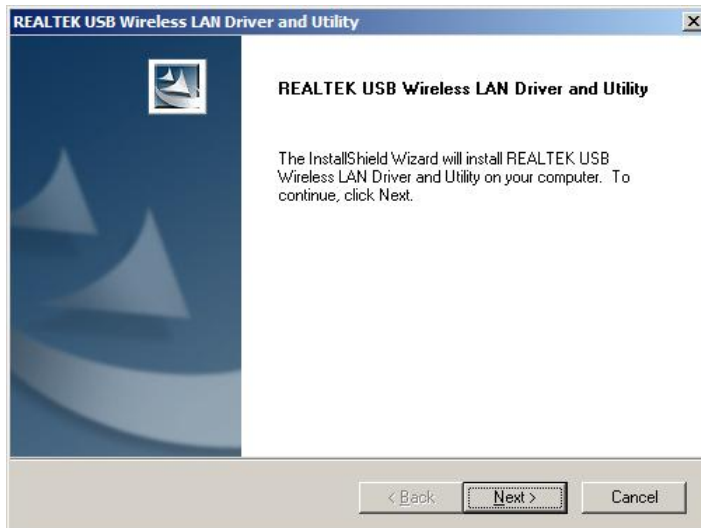 REALTEK USB Wireless LAN Driver and Utility
REALTEK USB Wireless LAN Driver and Utility
The InstallShield Wizard will install REALTEK USB
Wireless LAN Driver and Utility on your computer. To
continue, click Next.
< Back
Next >
Cancel